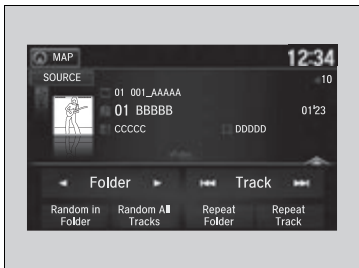 MAP 12:34
SOURCE 10
01 001_AAAAA
01 BBBBB 01'23
CCCCC DDDDD
Folder Track
Random in Folder Random All Tracks Repeat Folder Repeat Track